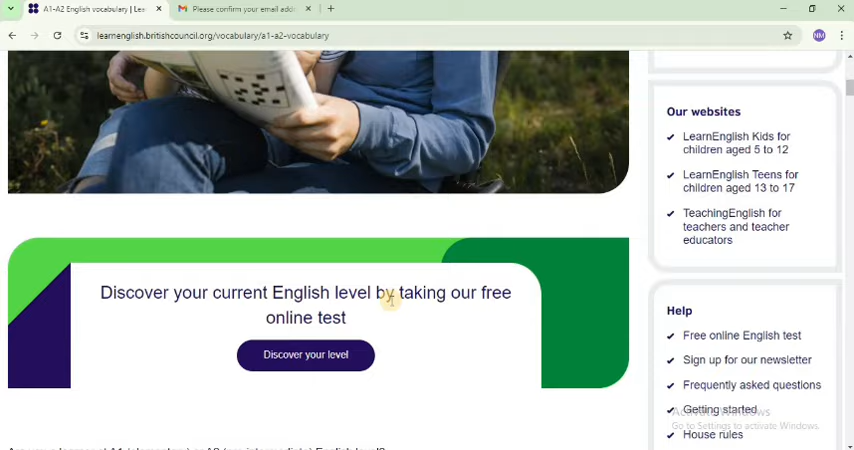 A1-A2 English vocabulary | Lea
Please confirm your email add
learnenglish.britishcouncil.org/vocabulary/a1-a2-vocabulary
NM
Discover your current English level by taking our free
online test
Discover your level
Our websites
LearnEnglish Kids for
children aged 5 to 12
LearnEnglish Teens for
children aged 13 to 17
TeachingEnglish for
teachers and teacher
educators
Help
Free online English test
Sign up for our newsletter
Frequently asked questions
Getting started
House rules
Activate Windows
Go to Settings to activate Windows.